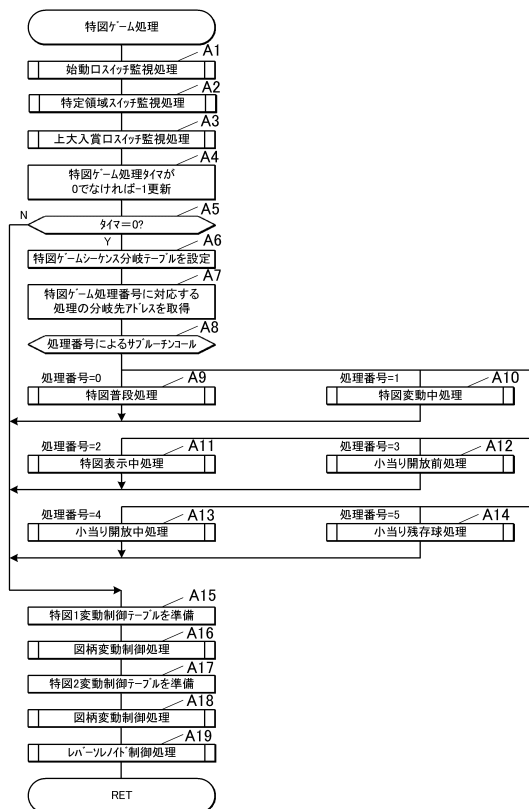 特図ゲーム処理
A1
始動口スイッチ監視処理
A2
特定領域スイッチ監視処理
A3
上大入賞口スイッチ監視処理
A4
特図ゲーム処理タイマが
0でなければ-1更新
A5
N
タイマ=0?
Y
A6
特図ゲームシーケンス分岐テーブルを設定
A7
特図ゲーム処理番号に対応する
処理の分岐先アドレスを取得
A8
処理番号によるサブルーチンコール
処理番号=0
A9
特図普段処理
処理番号=1
A10
特図変動中処理
処理番号=2
A11
特図表示中処理
処理番号=3
A12
小当り開放前処理
処理番号=4
A13
小当り開放中処理
処理番号=5
A14
小当り残存球処理
A15
特図1変動制御テーブルを準備
A16
図柄変動制御処理
A17
特図2変動制御テーブルを準備
A18
図柄変動制御処理
A19
レバーソレノイド制御処理
RET